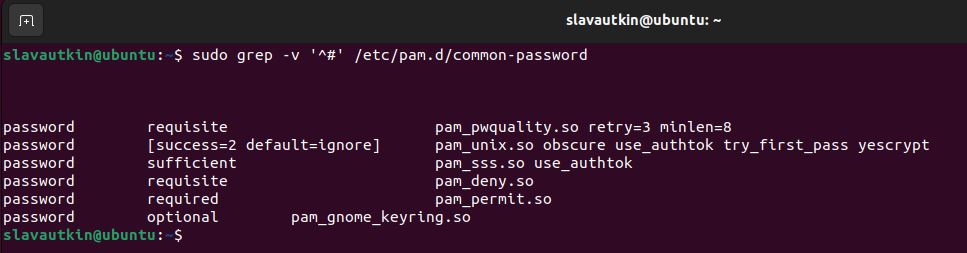 slavautkin@ubuntu: ~
slavautkin@ubuntu:~$ sudo grep -v '^#' /etc/pam.d/common-password
password requisite pam_pwquality.so retry=3 minlen=8
password [success=2 default=ignore] pam_unix.so obscure use_authtok try_first_pass yescrypt
password sufficient pam_sss.so use_authtok
password requisite pam_deny.so
password required pam_permit.so
password optional pam_gnome_keyring.so
slavautkin@ubuntu:~$